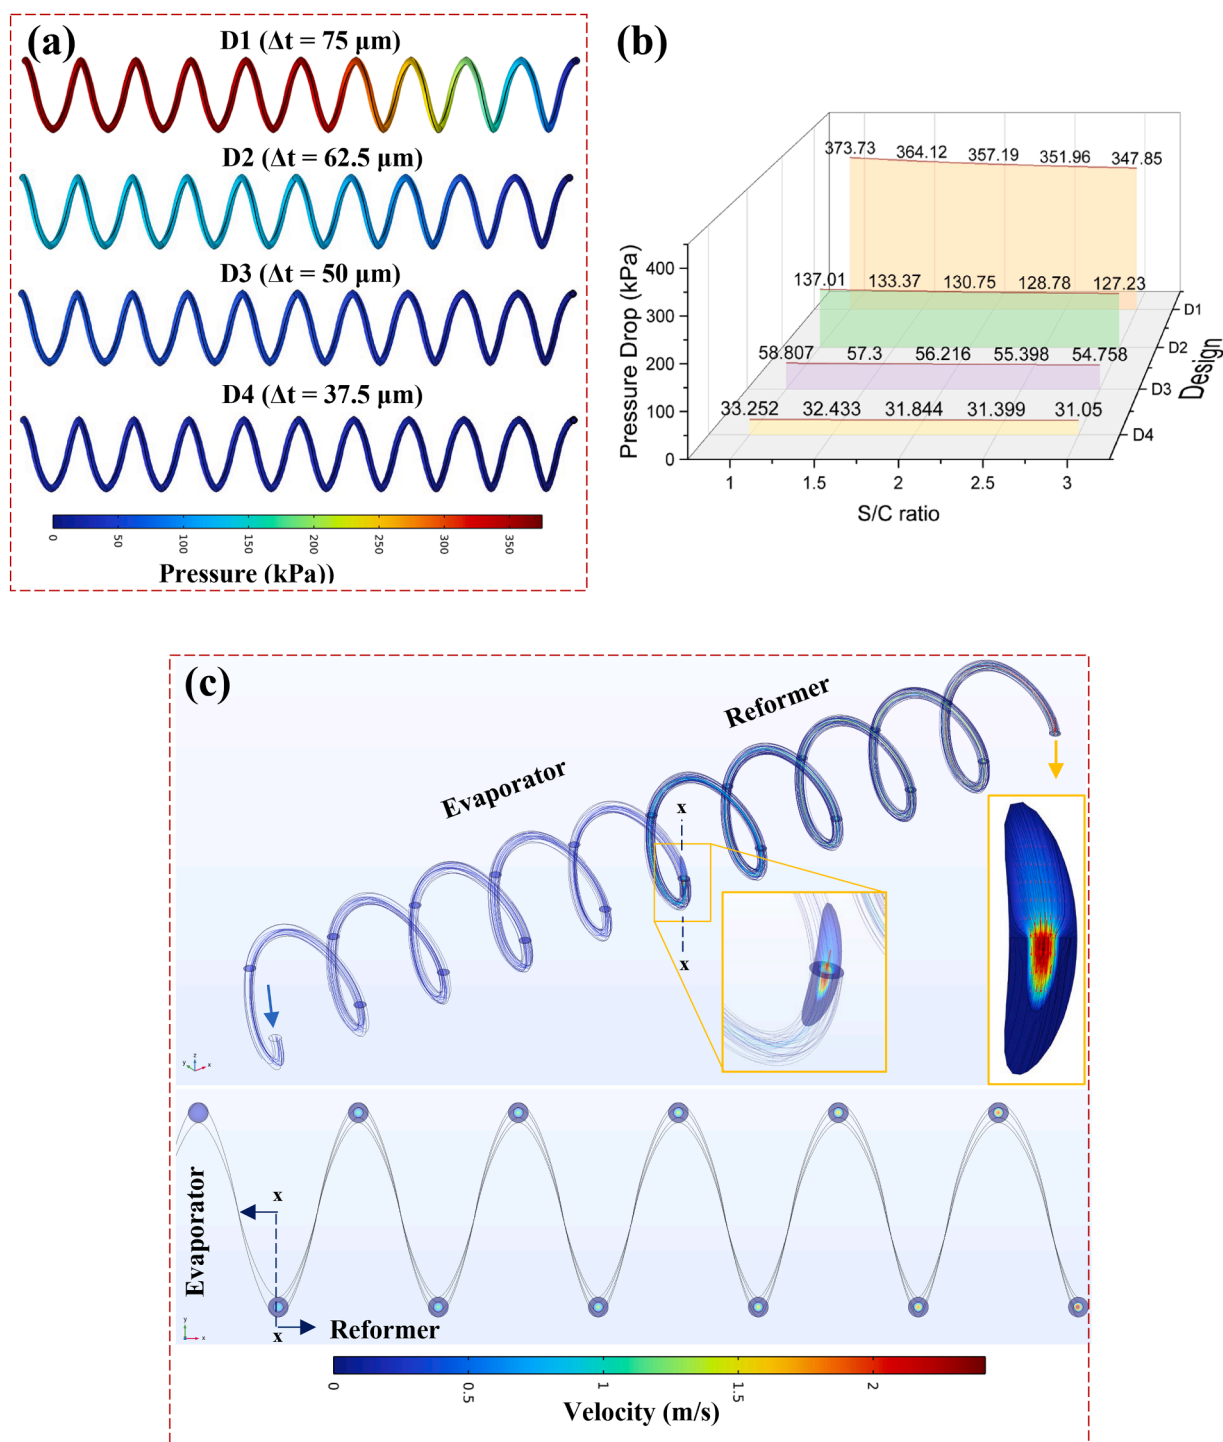 (a)
D1 (Δt = 75 μm)
D2 (Δt = 62.5 μm)
D3 (Δt = 50 μm)
D4 (Δt = 37.5 μm)
0 50 100 150 200 250 300 350
Pressure (kPa))
(b)
373.73 364.12 357.19 351.96 347.85
137.01 133.37 130.75 128.78 127.23
58.807 57.3 56.216 55.398 54.758
33.252 32.433 31.844 31.399 31.05
400
300
200
100
0
Pressure Drop (kPa)
1 1.5 2 2.5 3
S/C ratio
D1
D2
D3
D4
Design
(c)
Reformer
Evaporator
x
x
z
y x
Evaporator
x
x
Reformer
y
x
0 0.5 1 1.5 2
Velocity (m/s)